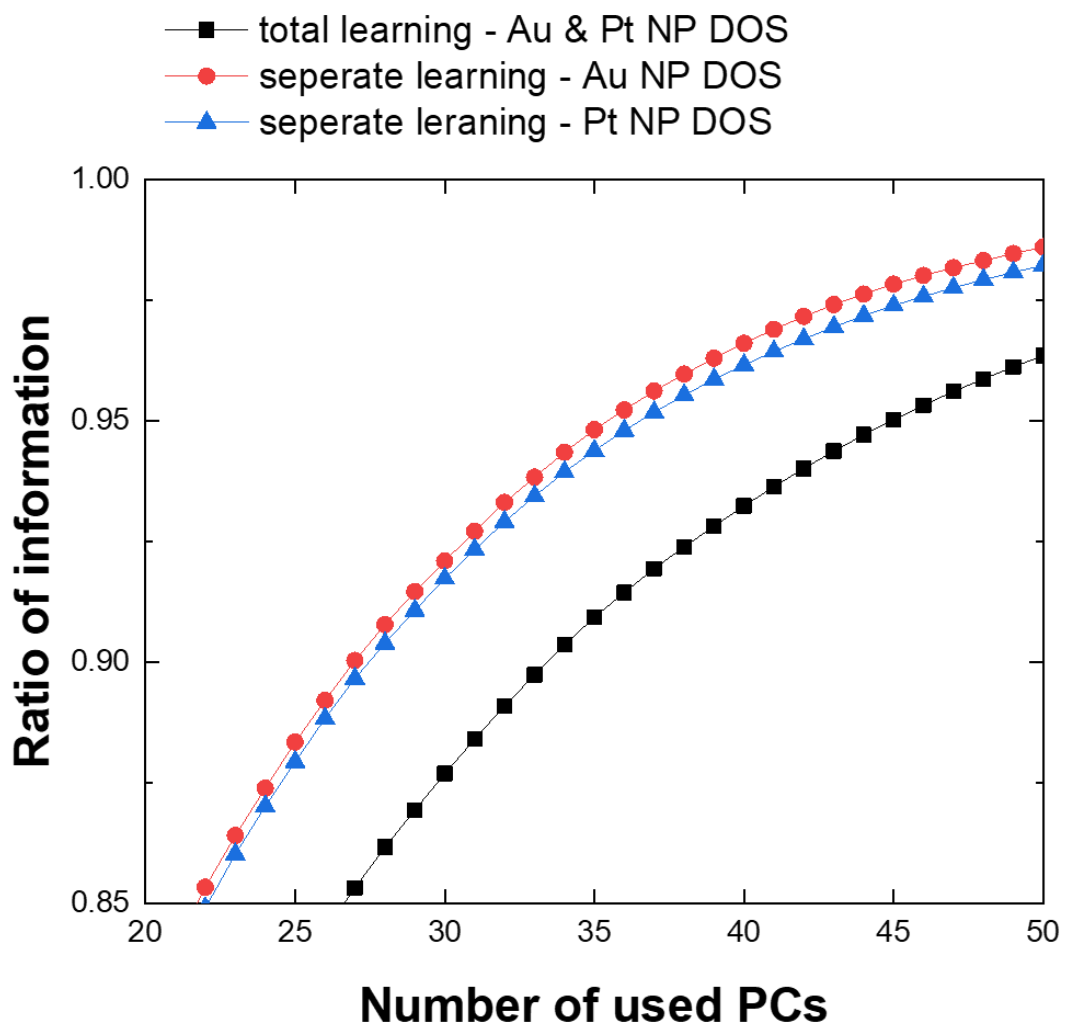 total learning - Au & Pt NP DOS
seperate learning - Au NP DOS
seperate leraning - Pt NP DOS
1.00
0.95
0.90
0.85
Ratio of information
20 25 30 35 40 45 50
Number of used PCs